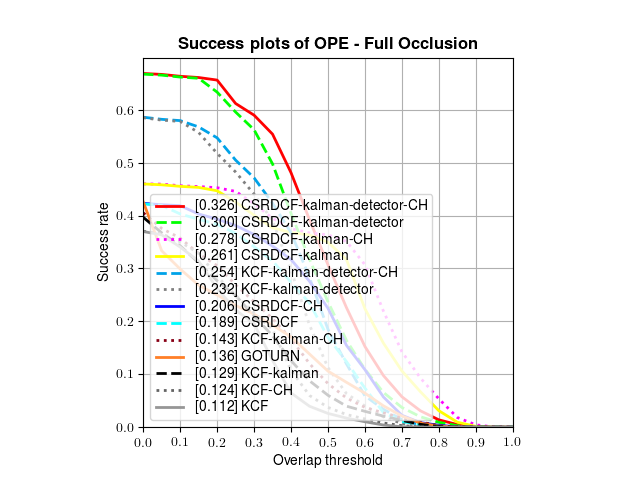 Success plots of OPE - Full Occlusion
Success rate
0.6
0.5
0.4
0.3
0.2
0.1
0.0
[0.326] CSRDCF-kalman-detector-CH
[0.300] CSRDCF-kalman-detector
[0.278] CSRDCF-kalman-CH
[0.261] CSRDCF-kalman
[0.254] KCF-kalman-detector-CH
[0.232] KCF-kalman-detector
[0.206] CSRDCF-CH
[0.189] CSRDCF
[0.143] KCF-kalman-CH
[0.136] GOTURN
[0.129] KCF-kalman
[0.124] KCF-CH
[0.112] KCF
0.0 0.1 0.2 0.3 0.4 0.5 0.6 0.7 0.8 0.9 1.0
Overlap threshold